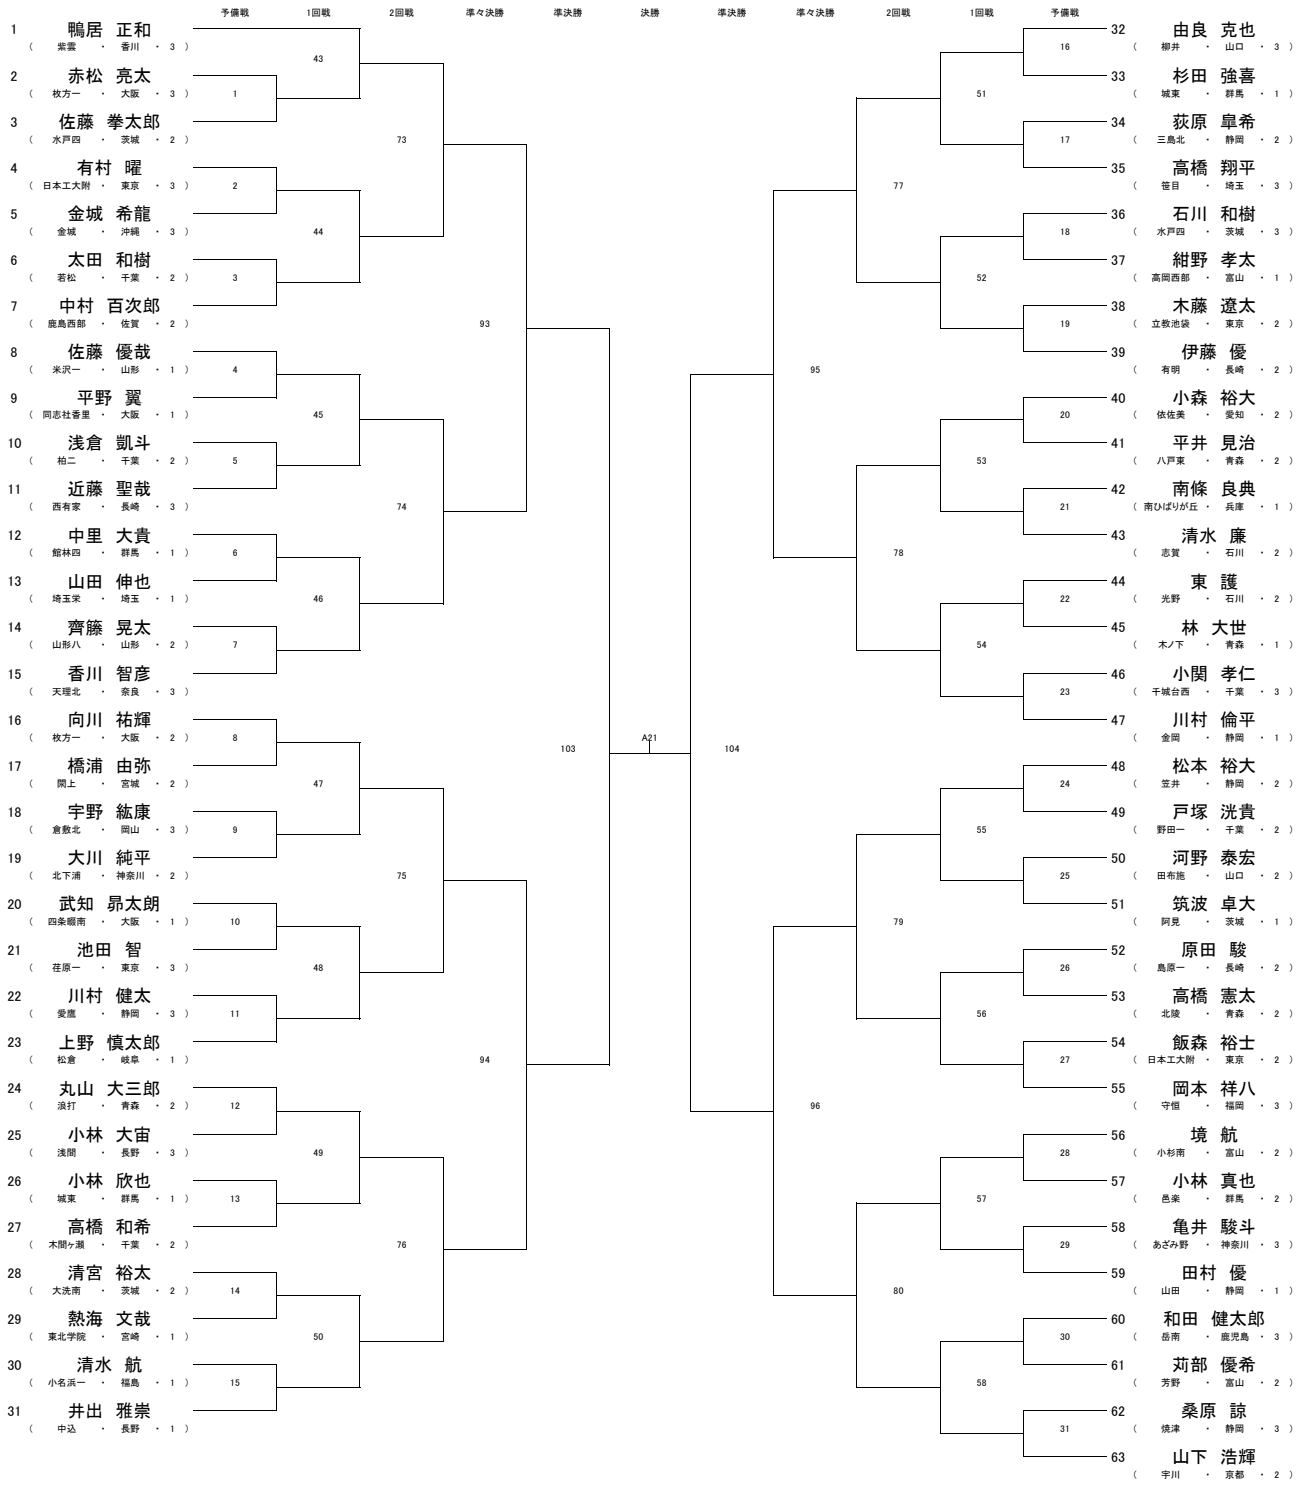 予備戦 1回戦 2回戦 準々決勝 準決勝 決勝 準決勝 準々決勝 2回戦 1回戦 予備戦
1 鴨居 正和
（ 紫雲 ・ 香川 ・ 3 ）
2 赤松 亮太
（ 枚方一 ・ 大阪 ・ 3 ）
3 佐藤 拳太郎
（ 水戸四 ・ 茨城 ・ 2 ）
4 有村 曜
（ 日本工大附 ・ 東京 ・ 3 ）
5 金城 希龍
（ 金城 ・ 沖縄 ・ 3 ）
6 太田 和樹
（ 若松 ・ 千葉 ・ 2 ）
7 中村 百次郎
（ 鹿島西部 ・ 佐賀 ・ 2 ）
8 佐藤 優哉
（ 米沢一 ・ 山形 ・ 1 ）
9 平野 翼
（ 同志社香里 ・ 大阪 ・ 1 ）
10 浅倉 凱斗
（ 柏二 ・ 千葉 ・ 2 ）
11 近藤 聖哉
（ 西有家 ・ 長崎 ・ 3 ）
12 中里 大貴
（ 館林四 ・ 群馬 ・ 1 ）
13 山田 伸也
（ 埼玉栄 ・ 埼玉 ・ 1 ）
14 齊籐 晃太
（ 山形八 ・ 山形 ・ 2 ）
15 香川 智彦
（ 天理北 ・ 奈良 ・ 3 ）
16 向川 祐輝
（ 枚方一 ・ 大阪 ・ 2 ）
17 橋浦 由弥
（ 閖上 ・ 宮城 ・ 2 ）
18 宇野 紘康
（ 倉敷北 ・ 岡山 ・ 3 ）
19 大川 純平
（ 北下浦 ・ 神奈川 ・ 2 ）
20 武知 昴太朗
（ 四条畷南 ・ 大阪 ・ 1 ）
21 池田 智
（ 荏原一 ・ 東京 ・ 3 ）
22 川村 健太
（ 愛鷹 ・ 静岡 ・ 3 ）
23 上野 慎太郎
（ 松倉 ・ 岐阜 ・ 1 ）
24 丸山 大三郎
（ 浪打 ・ 青森 ・ 2 ）
25 小林 大宙
（ 浅間 ・ 長野 ・ 3 ）
26 小林 欣也
（ 城東 ・ 群馬 ・ 1 ）
27 高橋 和希
（ 木間ヶ瀬 ・ 千葉 ・ 2 ）
28 清宮 裕太
（ 大洗南 ・ 茨城 ・ 2 ）
29 熱海 文哉
（ 東北学院 ・ 宮崎 ・ 1 ）
30 清水 航
（ 小名浜一 ・ 福島 ・ 1 ）
31 井出 雅崇
（ 中込 ・ 長野 ・ 1 ）
1
2
3
4
5
6
7
8
9
10
11
12
13
14
15
43
44
45
46
47
48
49
50
73
74
75
76
93
94
103
A21
104
95
96
77
78
79
80
51
52
53
54
55
56
57
58
16
17
18
19
20
21
22
23
24
25
26
27
28
29
30
31
32 由良 克也
（ 柳井 ・ 山口 ・ 3 ）
33 杉田 強喜
（ 城東 ・ 群馬 ・ 1 ）
34 荻原 皐希
（ 三島北 ・ 静岡 ・ 2 ）
35 高橋 翔平
（ 笹目 ・ 埼玉 ・ 3 ）
36 石川 和樹
（ 水戸四 ・ 茨城 ・ 3 ）
37 紺野 孝太
（ 高岡西部 ・ 富山 ・ 1 ）
38 木藤 遼太
（ 立教池袋 ・ 東京 ・ 2 ）
39 伊藤 優
（ 有明 ・ 長崎 ・ 2 ）
40 小森 裕大
（ 依佐美 ・ 愛知 ・ 2 ）
41 平井 見治
（ 八戸東 ・ 青森 ・ 2 ）
42 南條 良典
（ 南ひばりが丘 ・ 兵庫 ・ 1 ）
43 清水 廉
（ 志賀 ・ 石川 ・ 2 ）
44 東 護
（ 光野 ・ 石川 ・ 2 ）
45 林 大世
（ 木ノ下 ・ 青森 ・ 1 ）
46 小関 孝仁
（ 千城台西 ・ 千葉 ・ 3 ）
47 川村 倫平
（ 金岡 ・ 静岡 ・ 1 ）
48 松本 裕大
（ 笠井 ・ 静岡 ・ 2 ）
49 戸塚 洸貴
（ 野田一 ・ 千葉 ・ 2 ）
50 河野 泰宏
（ 田布施 ・ 山口 ・ 2 ）
51 筑波 卓大
（ 阿見 ・ 茨城 ・ 1 ）
52 原田 駿
（ 島原一 ・ 長崎 ・ 2 ）
53 高橋 憲太
（ 北陵 ・ 青森 ・ 2 ）
54 飯森 裕士
（ 日本工大附 ・ 東京 ・ 2 ）
55 岡本 祥八
（ 守恒 ・ 福岡 ・ 3 ）
56 境 航
（ 小杉南 ・ 富山 ・ 2 ）
57 小林 真也
（ 邑楽 ・ 群馬 ・ 2 ）
58 亀井 駿斗
（ あざみ野 ・ 神奈川 ・ 3 ）
59 田村 優
（ 山田 ・ 静岡 ・ 1 ）
60 和田 健太郎
（ 岳南 ・ 鹿児島 ・ 3 ）
61 苅部 優希
（ 芳野 ・ 富山 ・ 2 ）
62 桑原 諒
（ 焼津 ・ 静岡 ・ 3 ）
63 山下 浩輝
（ 宇川 ・ 京都 ・ 2 ）